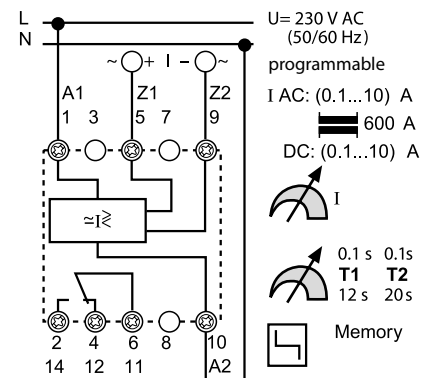 L
U= 230 V AC
N
(50/60 Hz)
~ + I - ~
programmable
A1 Z1 Z2
1 3 5 7 9
I AC: (0.1...10) A
600 A
DC: (0.1...10) A
I
≃I≷
0.1 s 0.1s
T1 T2
12 s 20s
Memory
2 4 6 8 10
14 12 11 A2